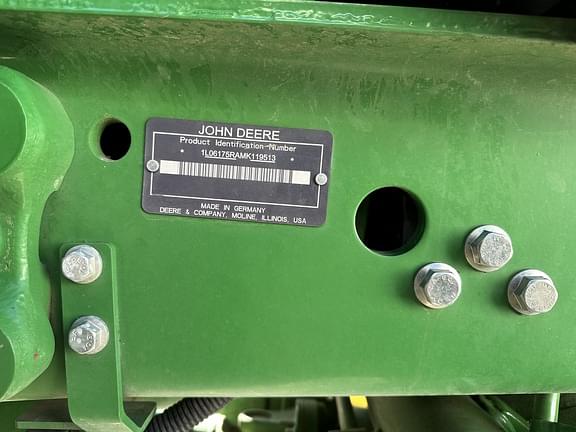 JOHN DEERE
Product Identification-Number
* 1L06175RAMK119513 *
MADE IN GERMANY
DEERE & COMPANY, MOLINE, ILLINOIS, USA